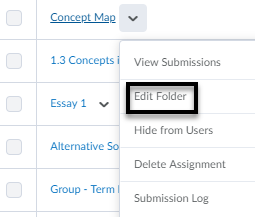 Concept Map
View Submissions
1.3 Concepts i
Edit Folder
Essay 1
Hide from Users
Alternative So
Delete Assignment
Group - Term
Submission Log